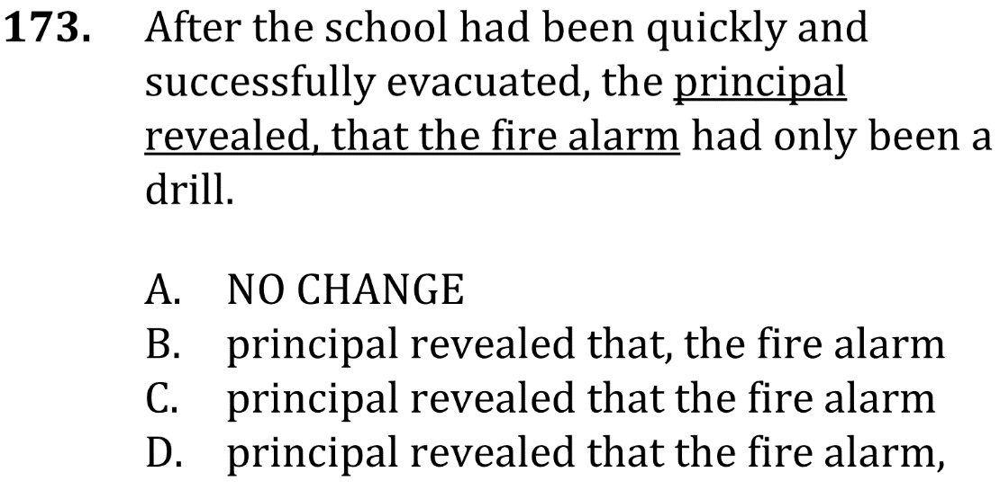 173. After the school had been quickly and
successfully evacuated, the principal
revealed, that the fire alarm had only been a
drill.
A. NO CHANGE
B. principal revealed that, the fire alarm
C. principal revealed that the fire alarm
D. principal revealed that the fire alarm,